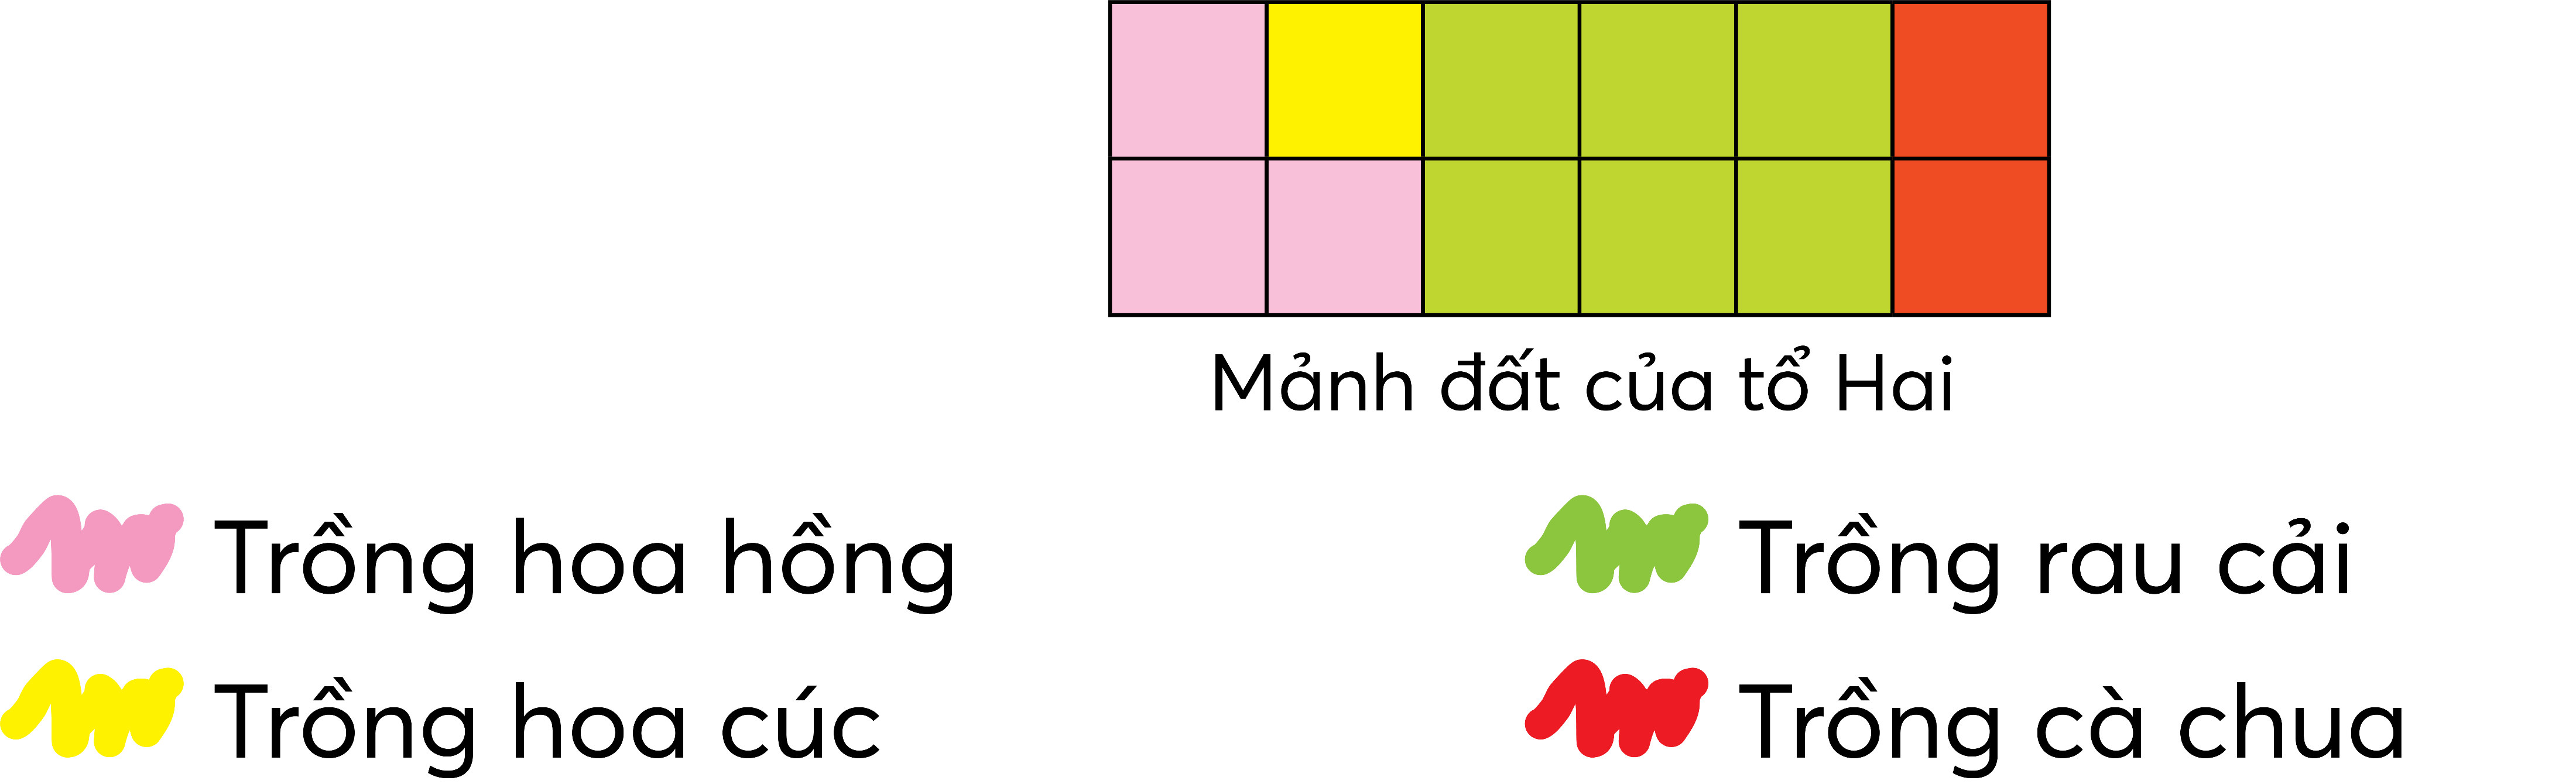 Mảnh đất của tổ Hai
Trồng hoa hồng
Trồng rau cải
Trồng hoa cúc
Trồng cà chua